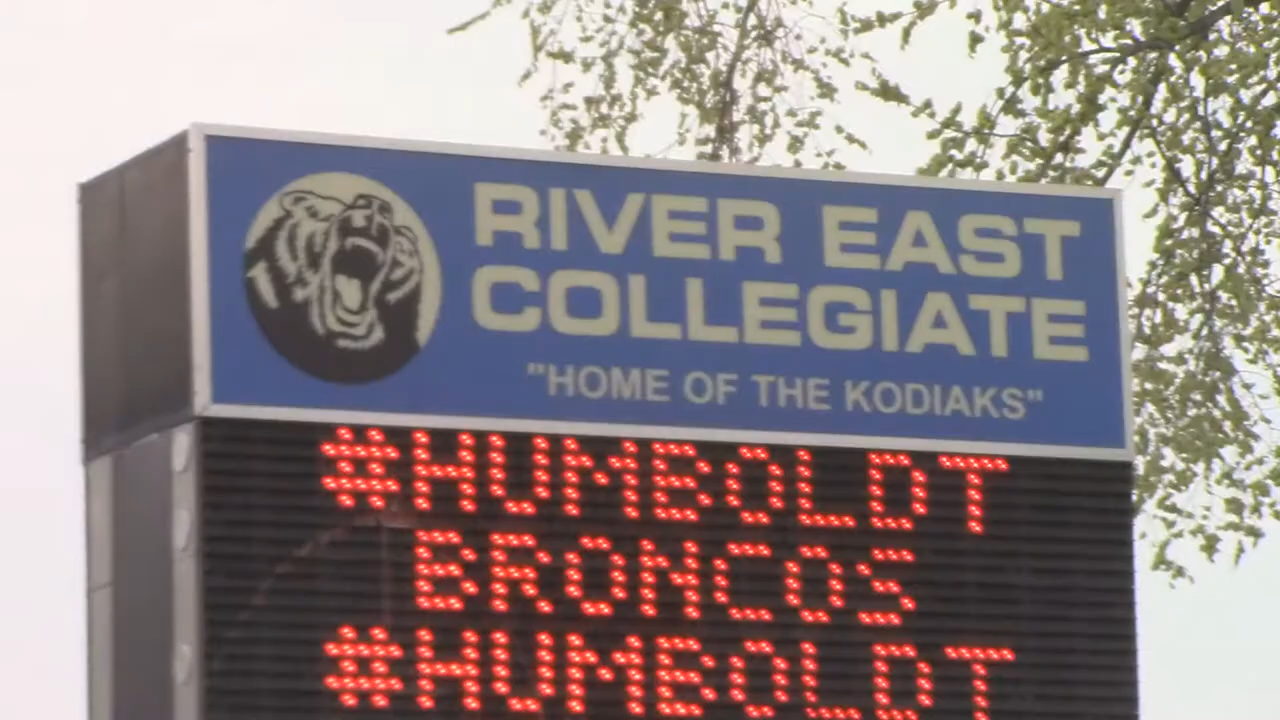 RIVER EAST
COLLEGIATE
"HOME OF THE KODIAKS"
#HUMBOLDT
BRONCOS
#HUMBOLDT